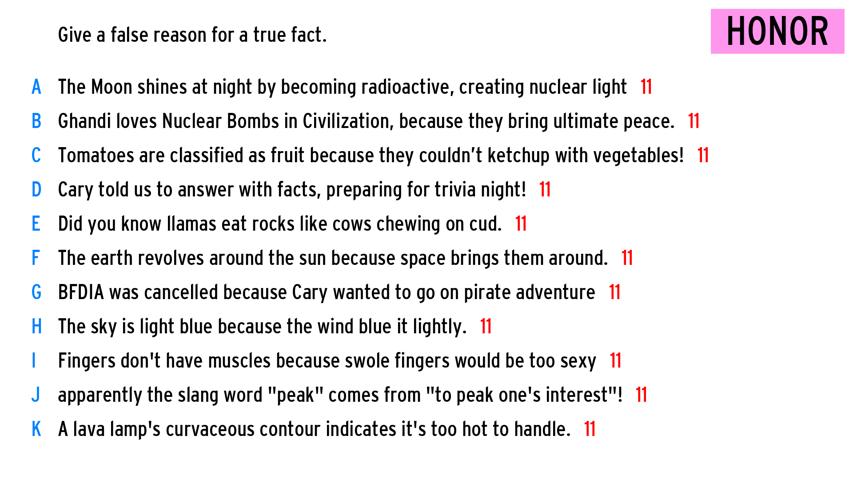 Give a false reason for a true fact.
HONOR
A The Moon shines at night by becoming radioactive, creating nuclear light 11
B Ghandi loves Nuclear Bombs in Civilization, because they bring ultimate peace. 11
C Tomatoes are classified as fruit because they couldn't ketchup with vegetables! 11
D Cary told us to answer with facts, preparing for trivia night! 11
E Did you know llamas eat rocks like cows chewing on cud. 11
F The earth revolves around the sun because space brings them around. 11
G BFDIA was cancelled because Cary wanted to go on pirate adventure 11
H The sky is light blue because the wind blue it lightly. 11
I Fingers don't have muscles because swole fingers would be too sexy 11
J apparently the slang word "peak" comes from "to peak one's interest"! 11
K A lava lamp's curvaceous contour indicates it's too hot to handle. 11